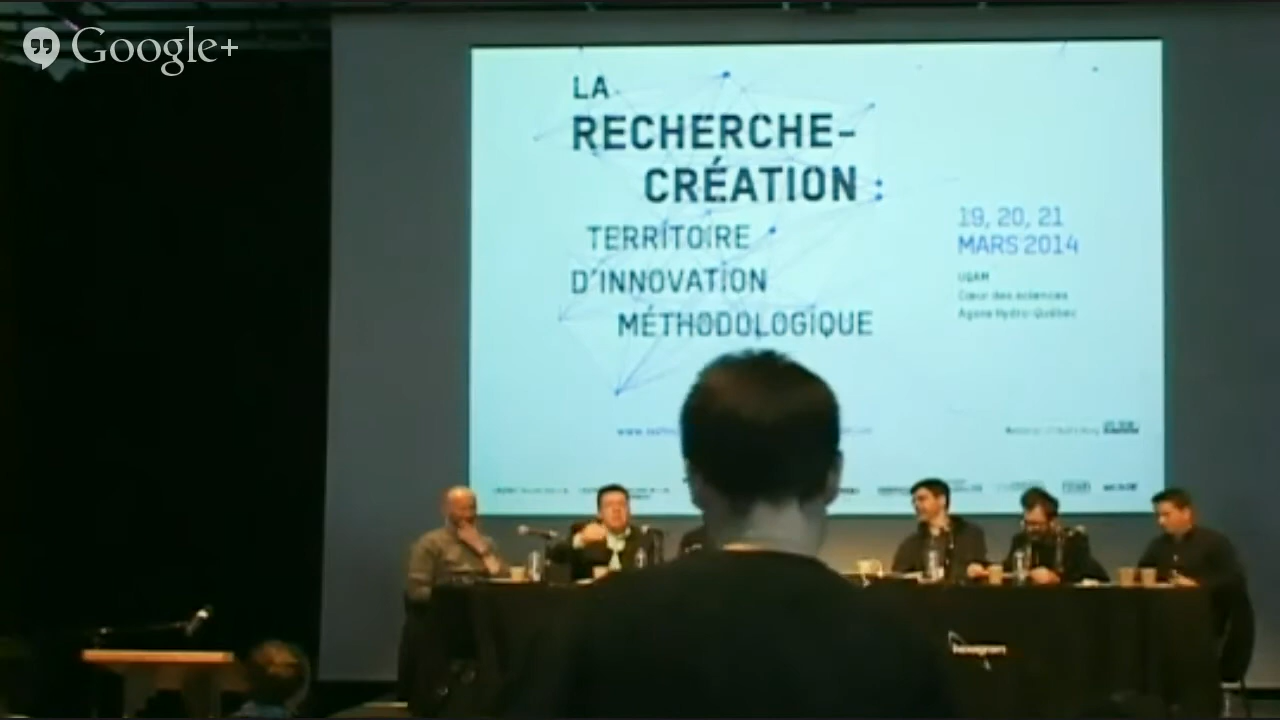 Google+
LA
RECHERCHE-
CRÉATION :
TERRITOIRE
D'INNOVATION
MÉTHODOLOGIQUE
19, 20, 21
MARS 2014
UQAM
Cœur des sciences
Agora Hydro-Québec
hexagram